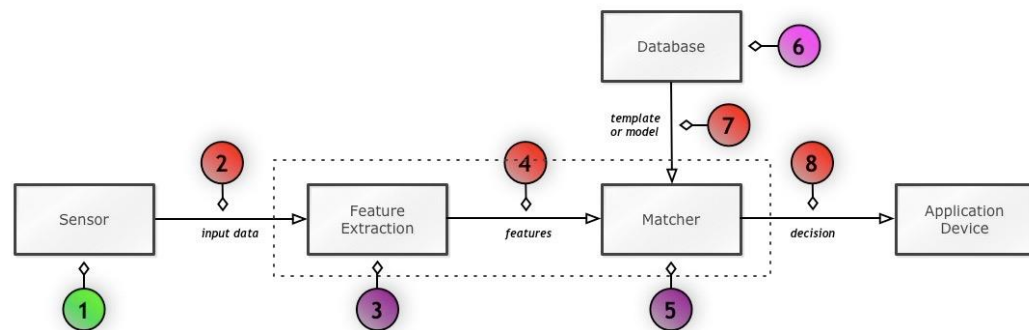 Database
6
template
or model
7
2
4
8
Sensor
input data
Feature
Extraction
features
Matcher
decision
Application
Device
1
3
5